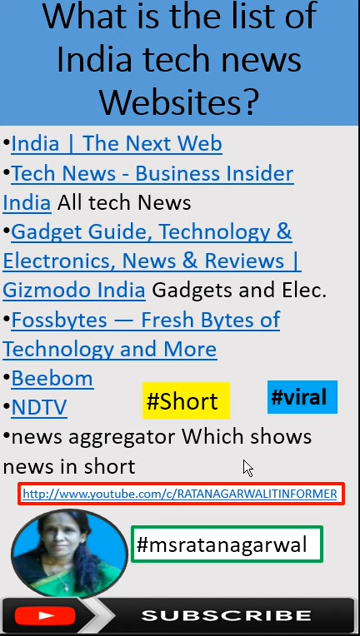 What is the list of
India tech news
Websites?
•India | The Next Web
•Tech News - Business Insider
India All tech News
•Gadget Guide, Technology &
Electronics, News & Reviews |
Gizmodo India Gadgets and Elec.
•Fossbytes — Fresh Bytes of
Technology and More
•Beebom
#Short
#viral
•NDTV
•news aggregator Which shows
news in short
http://www.youtube.com/c/RATANAGARWALITINFORMER
#msratanagarwal
SUBSCRIBE